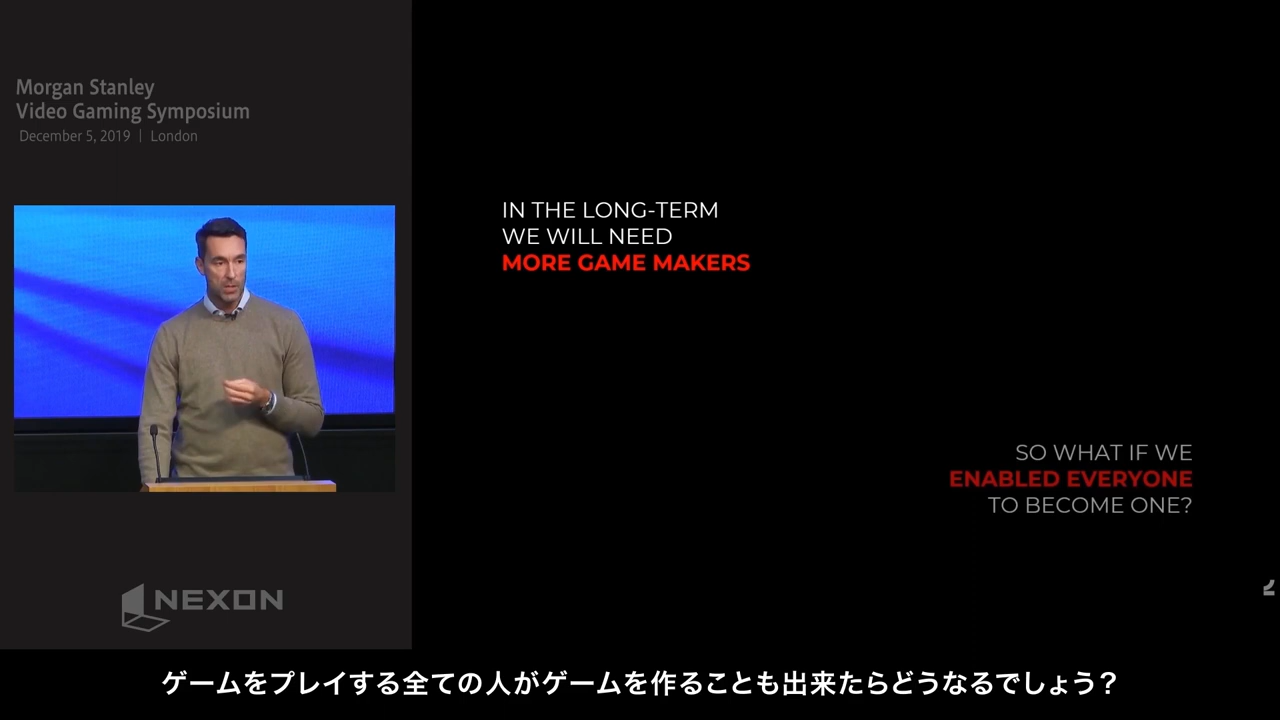 Morgan Stanley
Video Gaming Symposium
December 5, 2019 | London
IN THE LONG-TERM
WE WILL NEED
MORE GAME MAKERS
SO WHAT IF WE
ENABLED EVERYONE
TO BECOME ONE?
NEXON
ゲームをプレイする全ての人がゲームを作ることも出来たらどうなるでしょう？